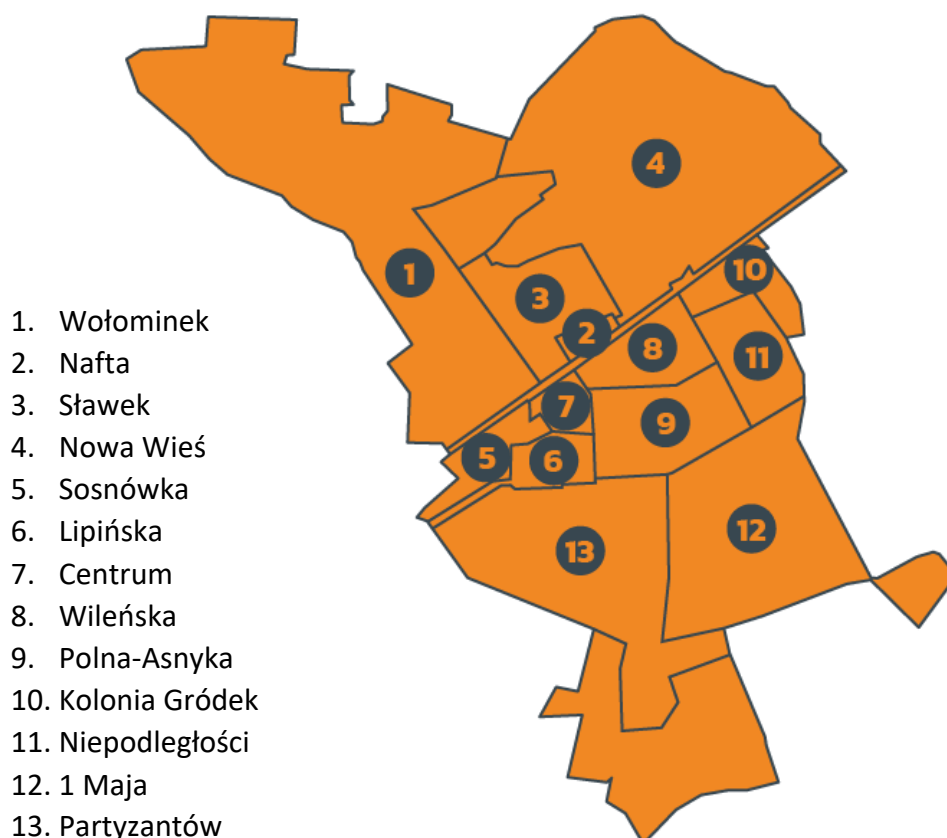 1. Wołominek
2. Nafta
3. Sławek
4. Nowa Wieś
5. Sosnówka
6. Lipińska
7. Centrum
8. Wileńska
9. Polna-Asnyka
10. Kolonia Gródek
11. Niepodległości
12. 1 Maja
13. Partyzantów
4
10
1
3
2
8
11
7
9
5
6
12
13